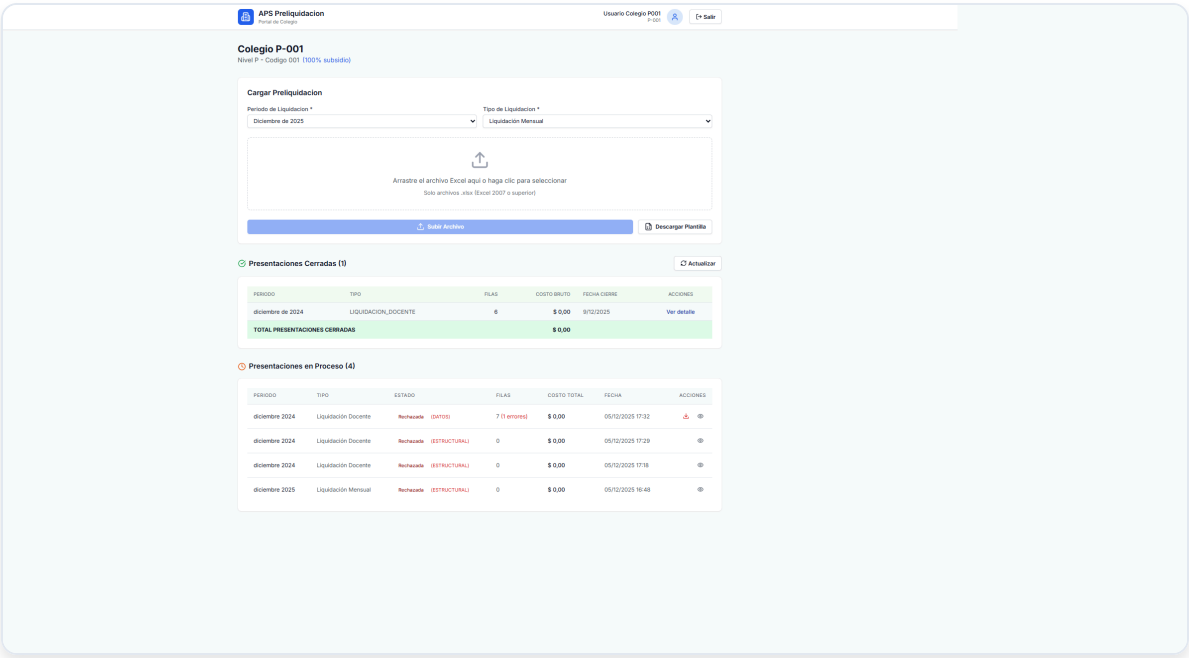 APS Preliquidacion
Portal de Colegio
Usuario Colegio P001
P-001
Salir
Colegio P-001
Nivel P - Codigo 001 (100% subsidio)
Cargar Preliquidacion
Periodo de Liquidacion * Tipo de Liquidacion *
Diciembre de 2025 Liquidación Mensual
Arrastre el archivo Excel aqui o haga clic para seleccionar
Solo archivos .xlsx (Excel 2007 o superior)
Subir Archivo Descargar Plantilla
Presentaciones Cerradas (1) Actualizar
PERIODO TIPO FILAS COSTO BRUTO FECHA CIERRE ACCIONES
diciembre de 2024 LIQUIDACION_DOCENTE 6 $ 0,00 9/12/2025 Ver detalle
TOTAL PRESENTACIONES CERRADAS $ 0,00
Presentaciones en Proceso (4)
PERIODO TIPO ESTADO FILAS COSTO TOTAL FECHA ACCIONES
diciembre 2024 Liquidación Docente Rechazada (DATOS) 7 (1 errores) $ 0,00 05/12/2025 17:32
diciembre 2024 Liquidación Docente Rechazada (ESTRUCTURAL) 0 $ 0,00 05/12/2025 17:29
diciembre 2024 Liquidación Docente Rechazada (ESTRUCTURAL) 0 $ 0,00 05/12/2025 17:18
diciembre 2025 Liquidación Mensual Rechazada (ESTRUCTURAL) 0 $ 0,00 05/12/2025 16:48